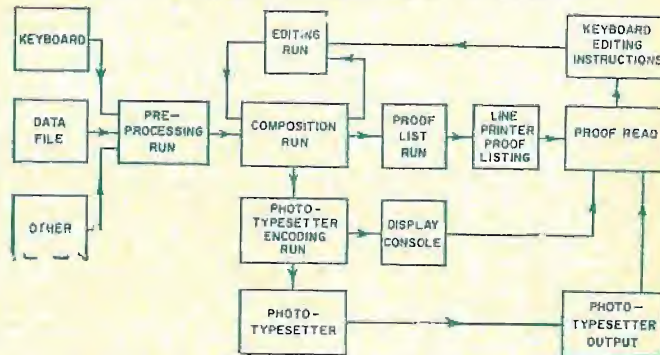 KEYBOARD
EDITING
RUN
KEYBOARD
EDITING
INSTRUCTIONS
DATA
FILE
PRE-
PROCESSING
RUN
COMPOSITION
RUN
PROOF
LIST
RUN
LINE
PRINTER
PROOF
LISTING
PROOF READ
OTHER
PHOTO-
TYPESETTER
ENCODING
RUN
DISPLAY
CONSOLE
PHOTO-
TYPESETTER
PHOTO-
TYPESETTER
OUTPUT